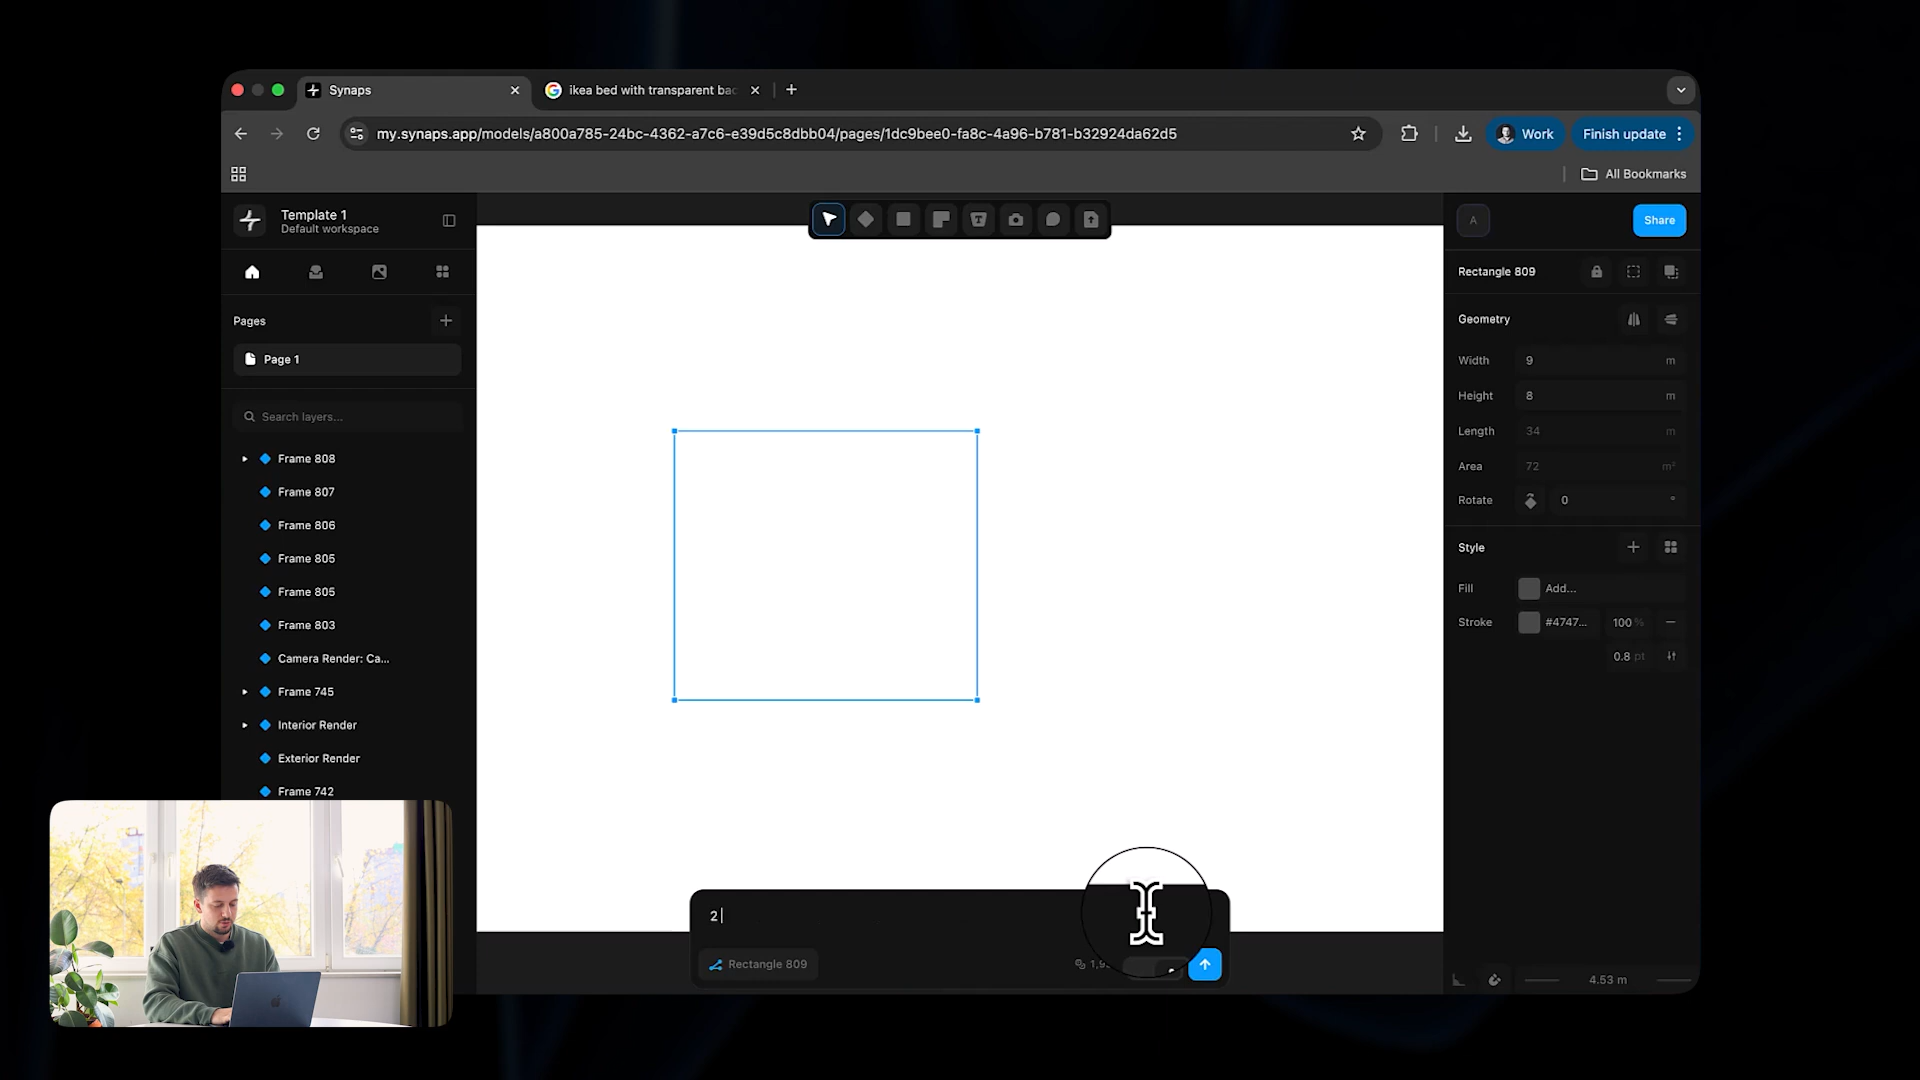 Synaps
ikea bed with transparent bac
my.synaps.app/models/a800a785-24bc-4362-a7c6-e39d5c8dbb04/pages/1dc9bee0-fa8c-4a96-b781-b32924da62d5
Work
Finish update
All Bookmarks
Template 1
Default workspace
Pages
Page 1
Search layers...
Frame 808
Frame 807
Frame 806
Frame 805
Frame 805
Frame 803
Camera Render: Ca...
Frame 745
Interior Render
Exterior Render
Frame 742
2
Rectangle 809
A
Share
Rectangle 809
Geometry
Width 9 m
Height 8 m
Length 34 m
Area 72 m²
Rotate 0 °
Style
Fill Add...
Stroke #4747... 100 %
0.8 pt
4.53 m